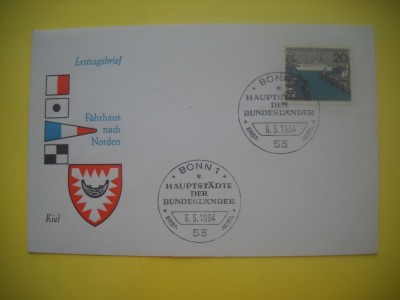 Ersttagsbrief
Fährhaus
nach
Norden
Kiel
20
BONN 1
HAUPTSTÄDTE
DER
BUNDESLÄNDER
6.5.1964
53
BONN 1
HAUPTSTÄDTE
DER
BUNDESLÄNDER
6.5.1964
53